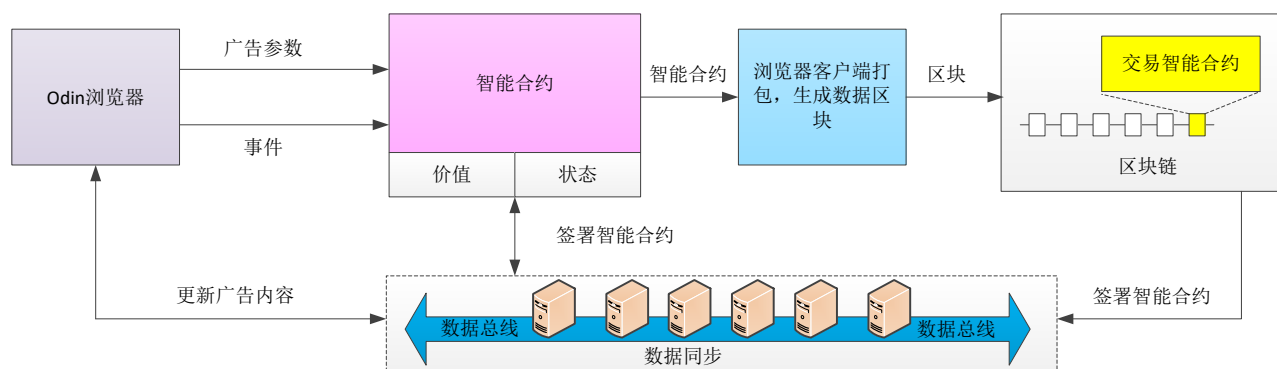 Odin浏览器
广告参数
事件
智能合约
价值
状态
智能合约
浏览器客户端打
包，生成数据区
块
区块
交易智能合约
区块链
签署智能合约
更新广告内容
签署智能合约
数据总线
数据总线
数据同步